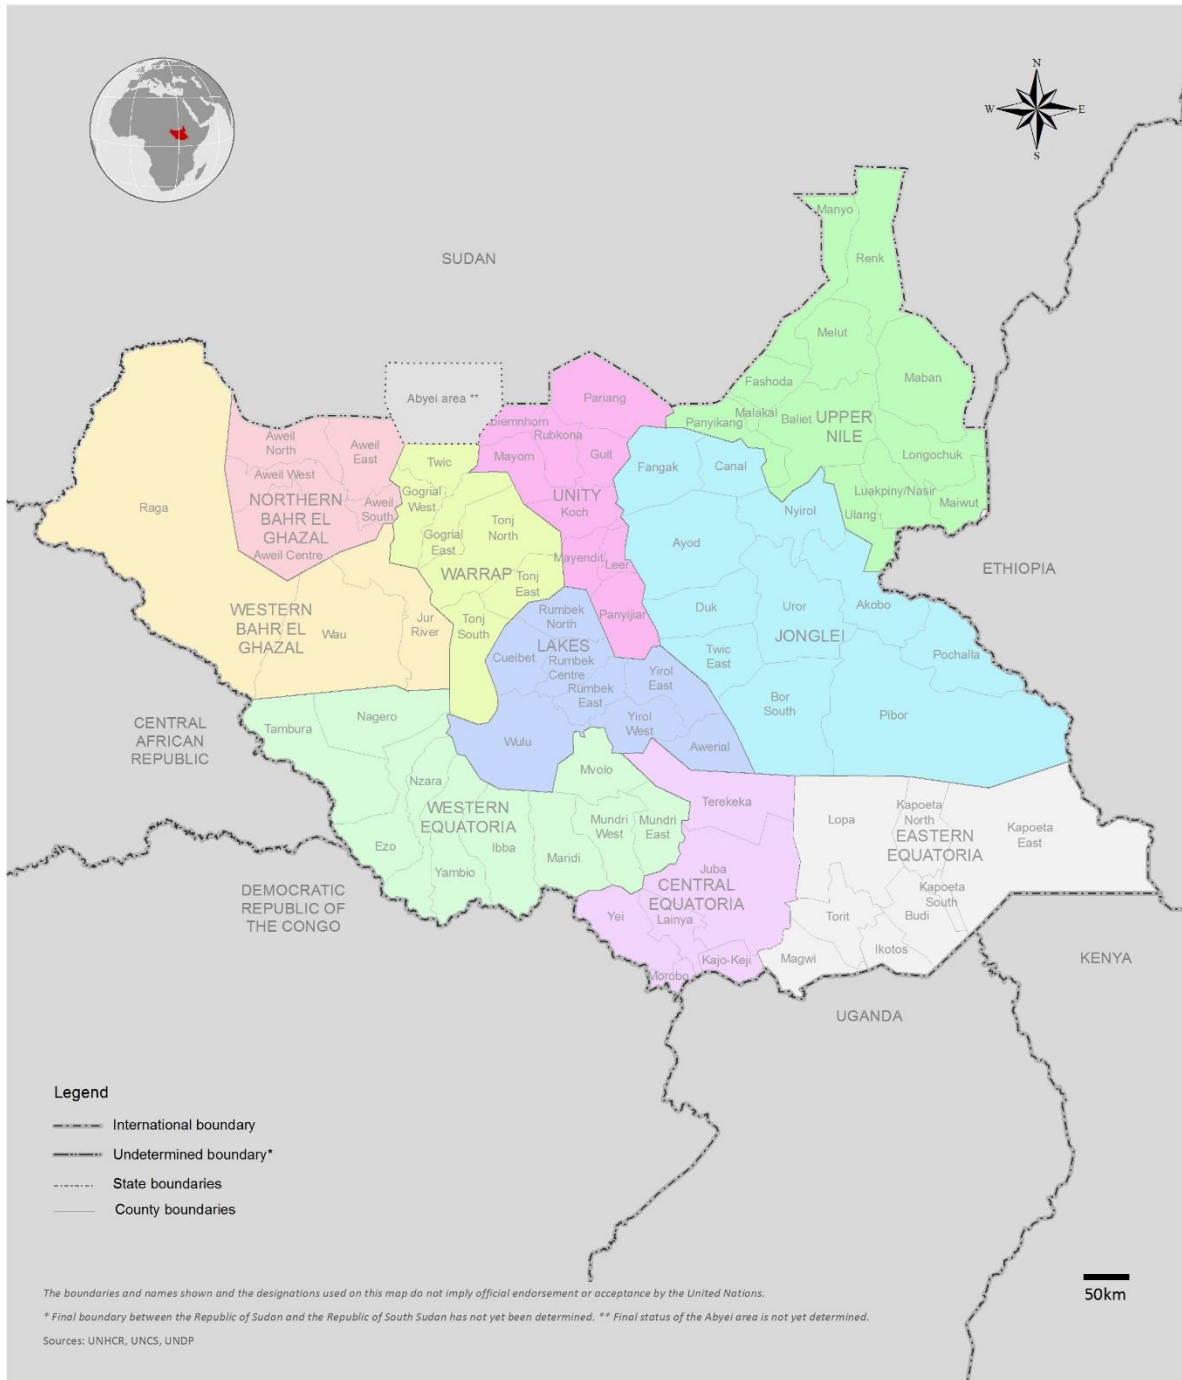 N
W
E
S
SUDAN
Manyo
Renk
Melut
Maban
Fashoda
Malakal
Panyikang
Baliet
UPPER
NILE
Longochuk
Luakpiny/Nasir
Maiwut
Ulang
Abyei area **
Pariang
Rubkona
Mayom
Guit
UNITY
Koch
Mayendit
Leer
Panyijiar
Aweil
North
Aweil
East
Aweil West
NORTHERN
BAHR EL
GHAZAL
Aweil
South
Aweil Centre
Raga
WESTERN
BAHR EL
GHAZAL
Wau
Jur
River
Twic
Gogrial
West
Gogrial
East
Tonj
North
WARRAP
Tonj
East
Tonj
South
Fangak
Canal
Nyirol
Ayod
Duk
Uror
Akobo
JONGLEI
Twic
East
Pochalla
Bor
South
Pibor
ETHIOPIA
Rumbek
North
LAKES
Cueibet
Rumbek
Centre
Rumbek
East
Yirol
East
Yirol
West
Wulu
Awerial
CENTRAL
AFRICAN
REPUBLIC
Tambura
Nagero
Nzara
Mvolo
WESTERN
EQUATORIA
Mundri
West
Mundri
East
Ezo
Ibba
Maridi
Yambio
DEMOCRATIC
REPUBLIC OF
THE CONGO
Terekeka
Juba
CENTRAL
EQUATORIA
Yei
Lainya
Morobo
Kajo-Keji
Lopa
Kapoeta
North
EASTERN
EQUATORIA
Kapoeta
East
Kapoeta
South
Torit
Budi
Magwi
Ikotos
KENYA
UGANDA
Legend
International boundary
Undetermined boundary*
State boundaries
County boundaries
50km
The boundaries and names shown and the designations used on this map do not imply official endorsement or acceptance by the United Nations.
* Final boundary between the Republic of Sudan and the Republic of South Sudan has not yet been determined. ** Final status of the Abyei area is not yet determined.
Sources: UNHCR, UNCS, UNDP